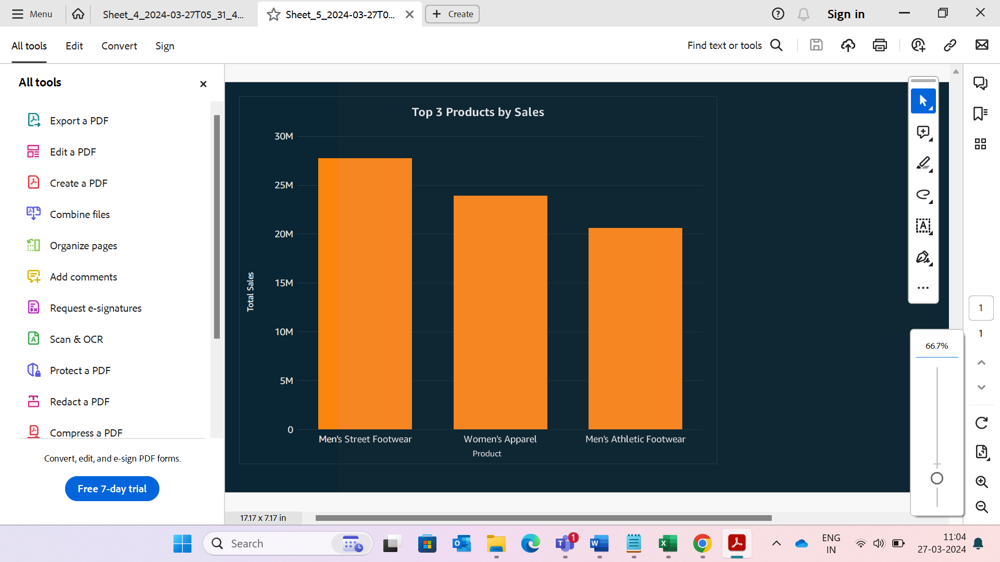 Menu
Sheet_4_2024-03-27T05_31_4...
Sheet_5_2024-03-27T0...
Create
Sign in
All tools
Edit
Convert
Sign
Find text or tools
All tools
Export a PDF
Edit a PDF
Create a PDF
Combine files
Organize pages
Add comments
Request e-signatures
Scan & OCR
Protect a PDF
Redact a PDF
Compress a PDF
Convert, edit, and e-sign PDF forms.
Free 7-day trial
Top 3 Products by Sales
30M
25M
20M
15M
10M
5M
0
Total Sales
Men's Street Footwear
Women's Apparel
Men's Athletic Footwear
Product
17.17 x 7.17 in
1
1
66.7%
Search
1
ENG
IN
11:04
27-03-2024